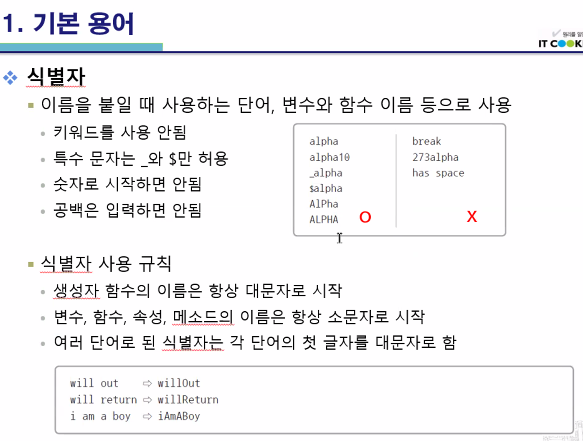 1. 기본 용어
IT COOK
식별자
이름을 붙일 때 사용하는 단어, 변수와 함수 이름 등으로 사용
키워드를 사용 안됨
특수 문자는 _와 $만 허용
숫자로 시작하면 안됨
공백은 입력하면 안됨
alpha
alpha10
_alpha
$alpha
AlPha
ALPHA
O
break
273alpha
has space
X
식별자 사용 규칙
생성자 함수의 이름은 항상 대문자로 시작
변수, 함수, 속성, 메소드의 이름은 항상 소문자로 시작
여러 단어로 된 식별자는 각 단어의 첫 글자를 대문자로 함
will out ⇨ willOut
will return ⇨ willReturn
i am a boy ⇨ iAmABoy